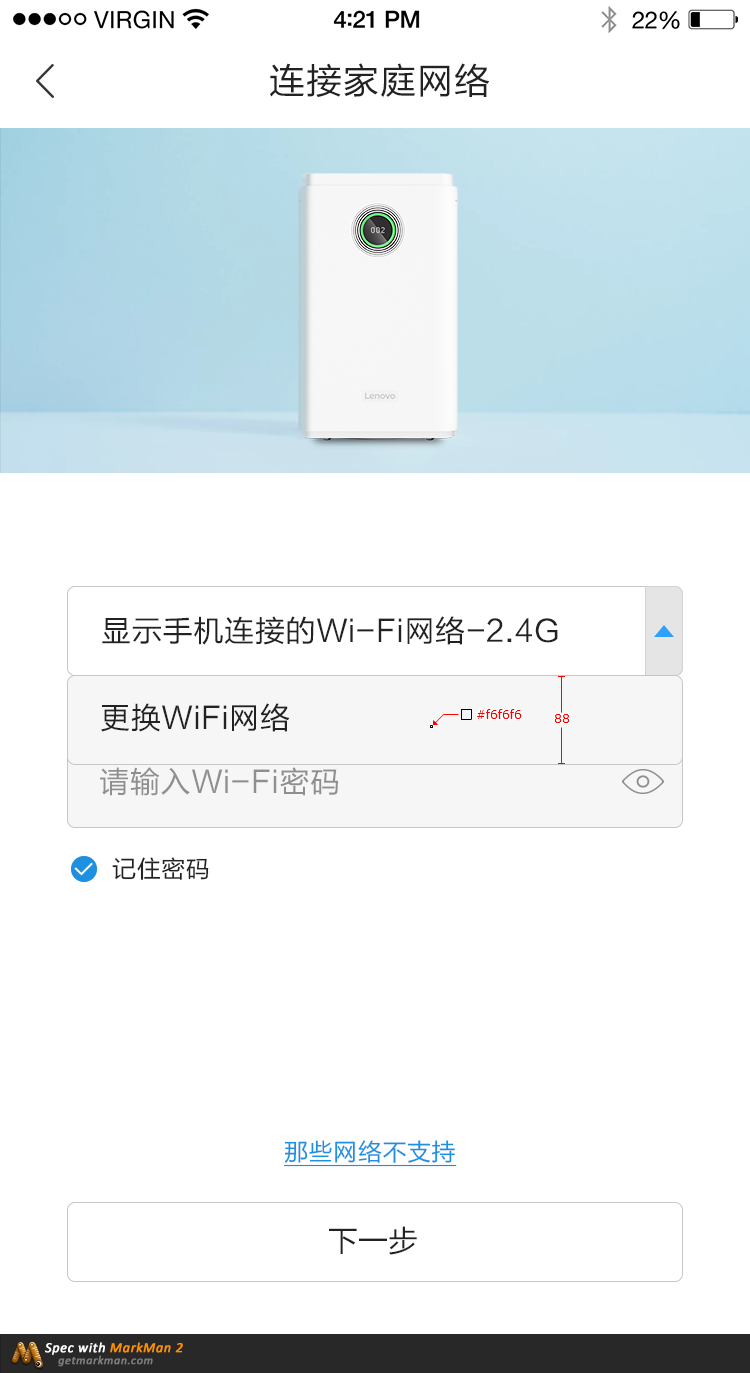 VIRGIN
4:21 PM
22%
连接家庭网络
002
Lenovo
显示手机连接的Wi-Fi网络-2.4G
更换WiFi网络
#f6f6f6
88
请输入Wi-Fi密码
记住密码
那些网络不支持
下一步
Spec with MarkMan 2
getmarkman.com